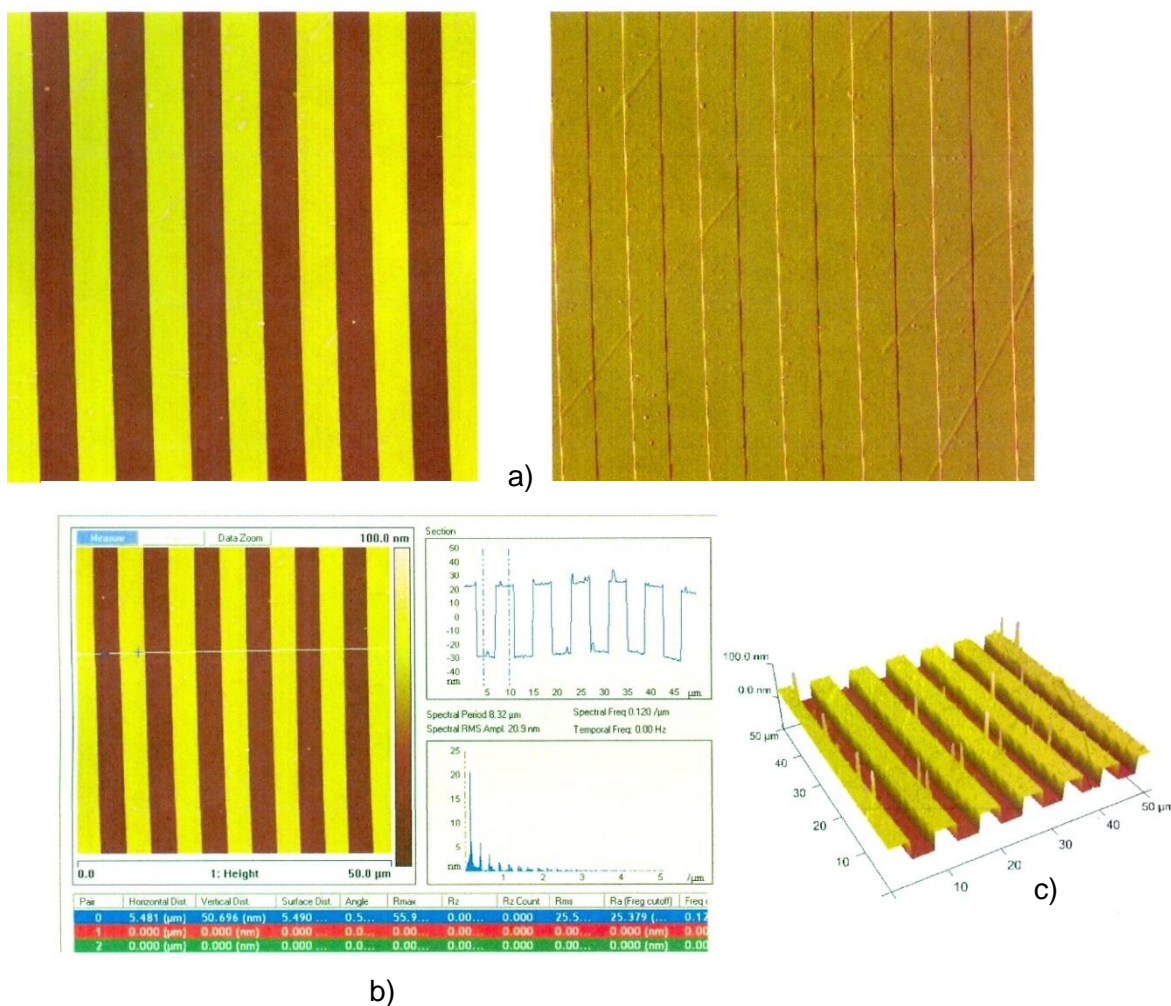 a)
Measure
Data Zoom
100.0 nm
0.0
1: Height
50.0 µm
Section
50
40
30
20
10
0
-10
-20
-30
-40
nm
5 10 15 20 25 30 35 40 45 µm
Spectral Period 8.32 µm Spectral Freq 0.120 /µm
Spectral RMS Ampl. 20.9 nm Temporal Freq: 0.00 Hz
25
20
15
10
5
nm
1 2 3 4 5 /µm
Pair Horizontal Dist. Vertical Dist. Surface Dist. Angle Rmax Rz Rz Count Rms Ra (Freq cutoff) Freq
0 5.481 (µm) 50.696 (nm) 5.490 ... 0.5... 55.9... 0.00... 0.000 25.5... 25.379 (... 0.12
1 0.000 (µm) 0.000 (nm) 0.000 ... 0.0... 0.00... 0.00... 0.000 0.00... 0.000 (nm) 0.00
2 0.000 (µm) 0.000 (nm) 0.000 ... 0.0... 0.00... 0.00... 0.000 0.00... 0.000 (nm) 0.00
b)
100.0 nm
0.0 nm
50 µm
40
30
20
10
10
20
30
40
50 µm
c)